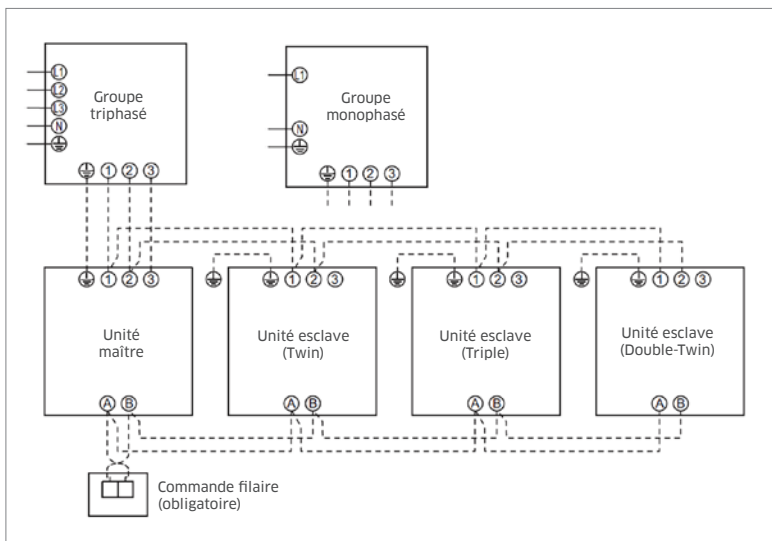 L1
L2
L3
N
Groupe
triphasé
1 2 3
L1
N
Groupe
monophasé
1 2 3
1 2 3
Unité
maître
A B
1 2 3
Unité esclave
(Twin)
A B
1 2 3
Unité esclave
(Triple)
A B
1 2 3
Unité esclave
(Double-Twin)
A B
Commande filaire
(obligatoire)